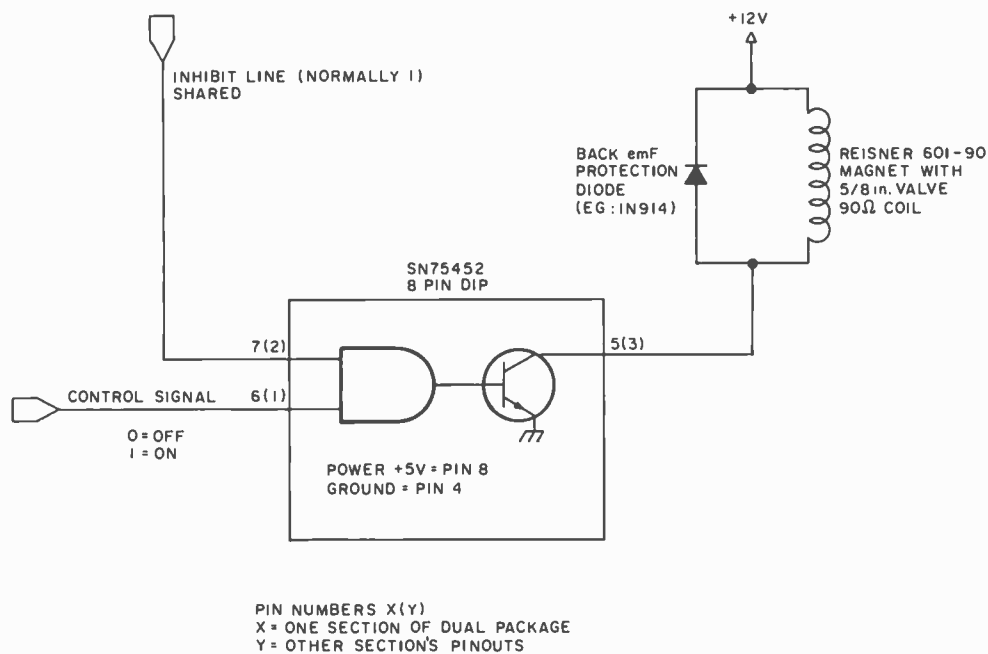 +12V
INHIBIT LINE (NORMALLY 1)
SHARED
BACK emF
PROTECTION
DIODE
(EG:1N914)
REISNER 601-90
MAGNET WITH
5/8 in. VALVE
90Ω COIL
SN75452
8 PIN DIP
7(2)
5(3)
CONTROL SIGNAL
6(1)
0=OFF
1=ON
POWER +5V = PIN 8
GROUND = PIN 4
PIN NUMBERS X(Y)
X = ONE SECTION OF DUAL PACKAGE
Y = OTHER SECTION'S PINOUTS